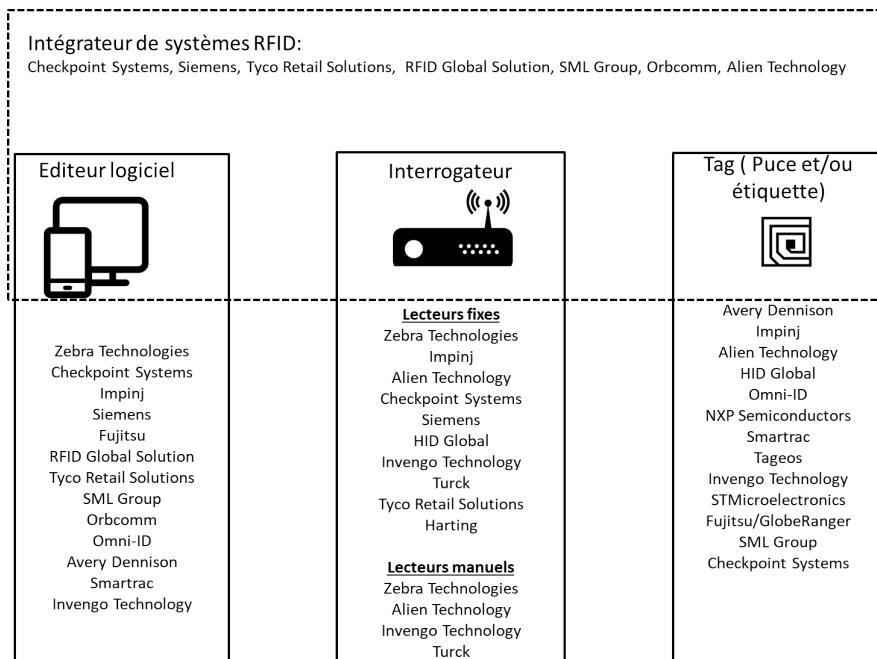 Intégrateur de systèmes RFID:
Checkpoint Systems, Siemens, Tyco Retail Solutions, RFID Global Solution, SML Group, Orbcomm, Alien Technology
Editeur logiciel
Zebra Technologies
Checkpoint Systems
Impinj
Siemens
Fujitsu
RFID Global Solution
Tyco Retail Solutions
SML Group
Orbcomm
Omni-ID
Avery Dennison
Smartrac
Invengo Technology
Interrogateur
Lecteurs fixes
Zebra Technologies
Impinj
Alien Technology
Checkpoint Systems
Siemens
HID Global
Invengo Technology
Turck
Tyco Retail Solutions
Harting
Lecteurs manuels
Zebra Technologies
Alien Technology
Invengo Technology
Turck
Tag ( Puce et/ou
étiquette)
Avery Dennison
Impinj
Alien Technology
HID Global
Omni-ID
NXP Semiconductors
Smartrac
Tageos
Invengo Technology
STMicroelectronics
Fujitsu/GlobeRanger
SML Group
Checkpoint Systems